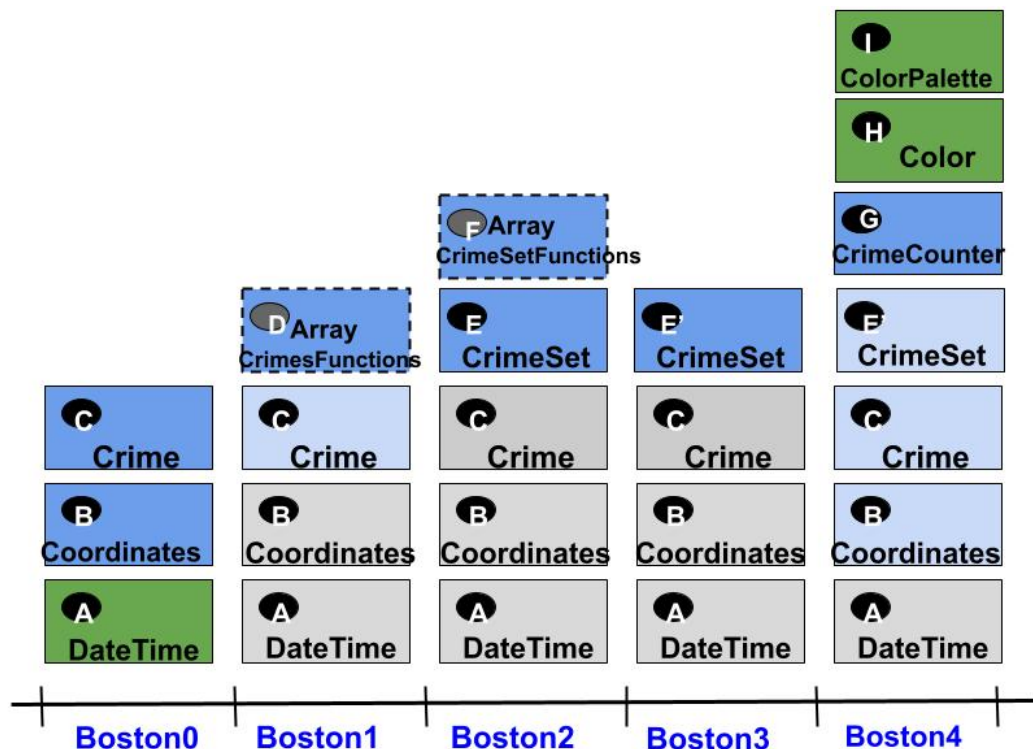 I
ColorPalette
H
Color
F Array
CrimeSetFunctions
G
CrimeCounter
D
Array
CrimesFunctions
E
CrimeSet
E'
CrimeSet
E'
CrimeSet
C
Crime
C
Crime
C
Crime
C
Crime
C
Crime
B
Coordinates
B
Coordinates
B
Coordinates
B
Coordinates
B
Coordinates
A
DateTime
A
DateTime
A
DateTime
A
DateTime
A
DateTime
Boston0
Boston1
Boston2
Boston3
Boston4